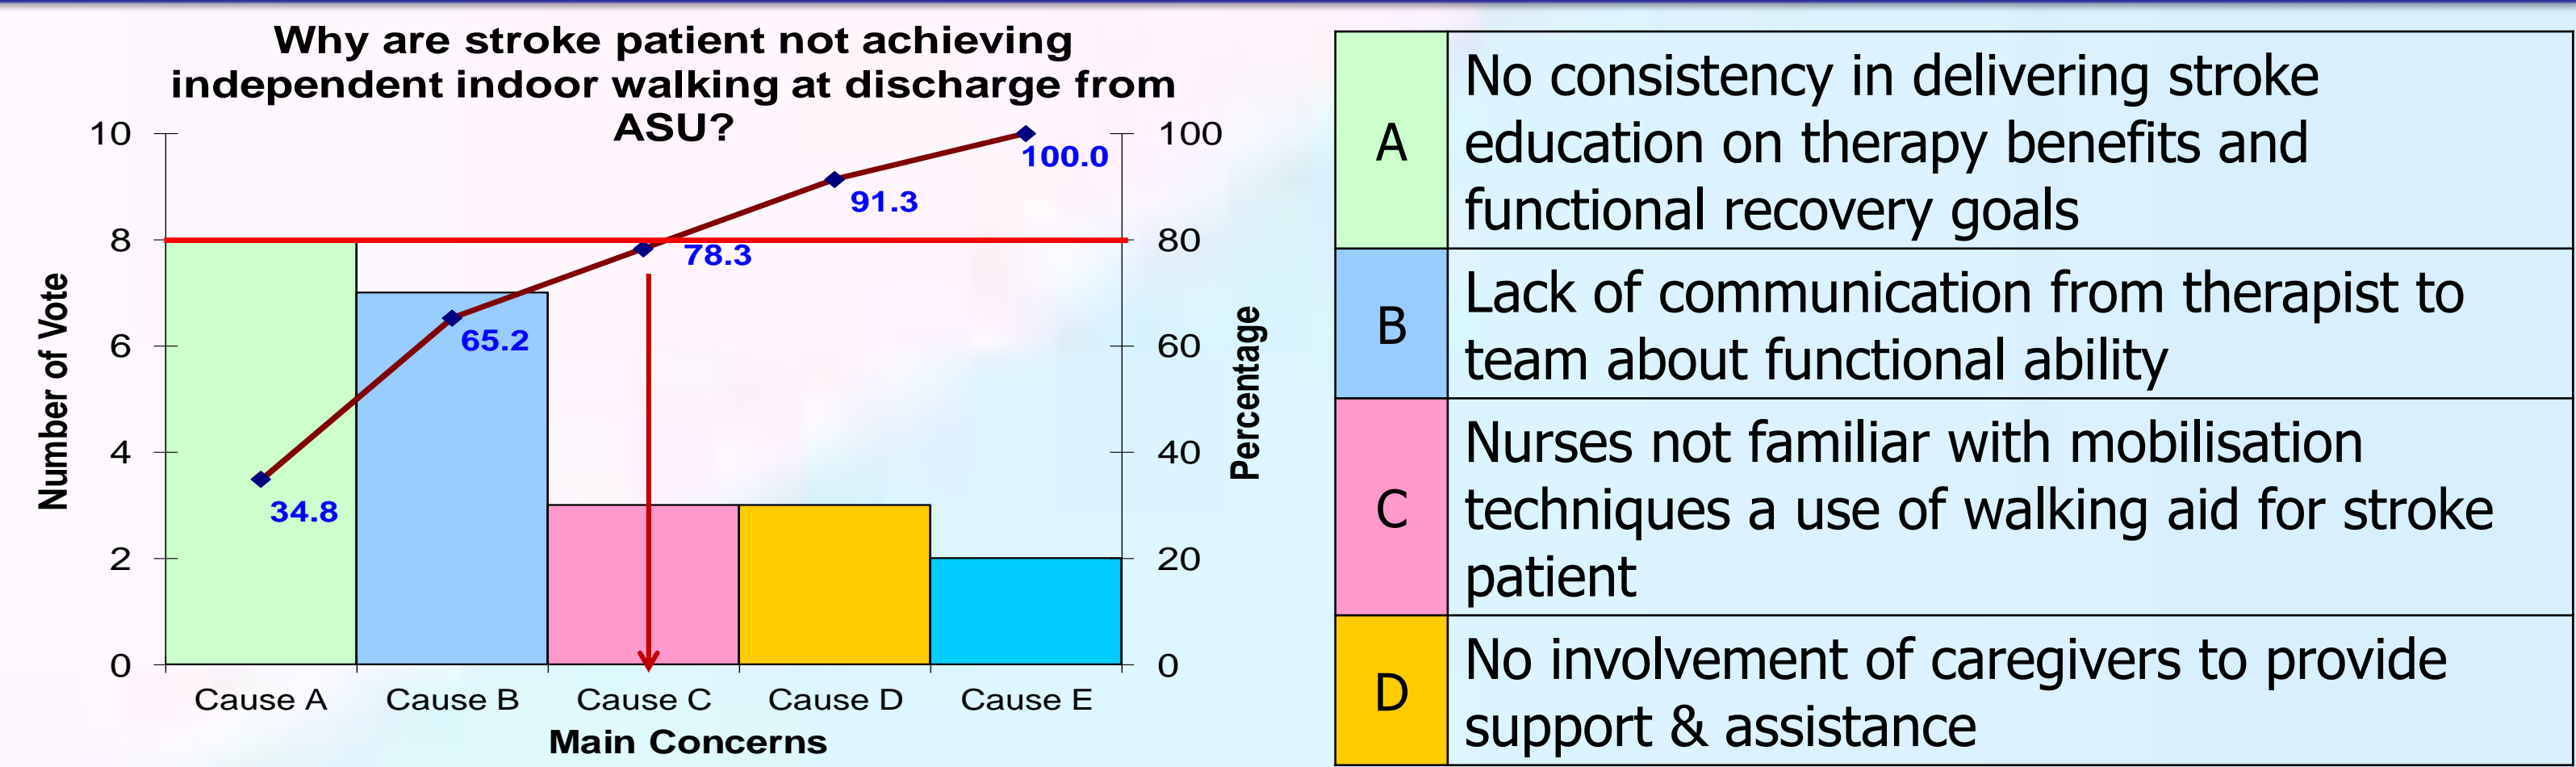 Why are stroke patient not achieving
independent indoor walking at discharge from
ASU?
10
8
6
4
2
0
Number of Vote
100
80
60
40
20
0
Percentage
34.8
65.2
78.3
91.3
100.0
Cause A
Cause B
Cause C
Cause D
Cause E
Main Concerns
A
No consistency in delivering stroke
education on therapy benefits and
functional recovery goals
B
Lack of communication from therapist to
team about functional ability
C
Nurses not familiar with mobilisation
techniques a use of walking aid for stroke
patient
D
No involvement of caregivers to provide
support & assistance